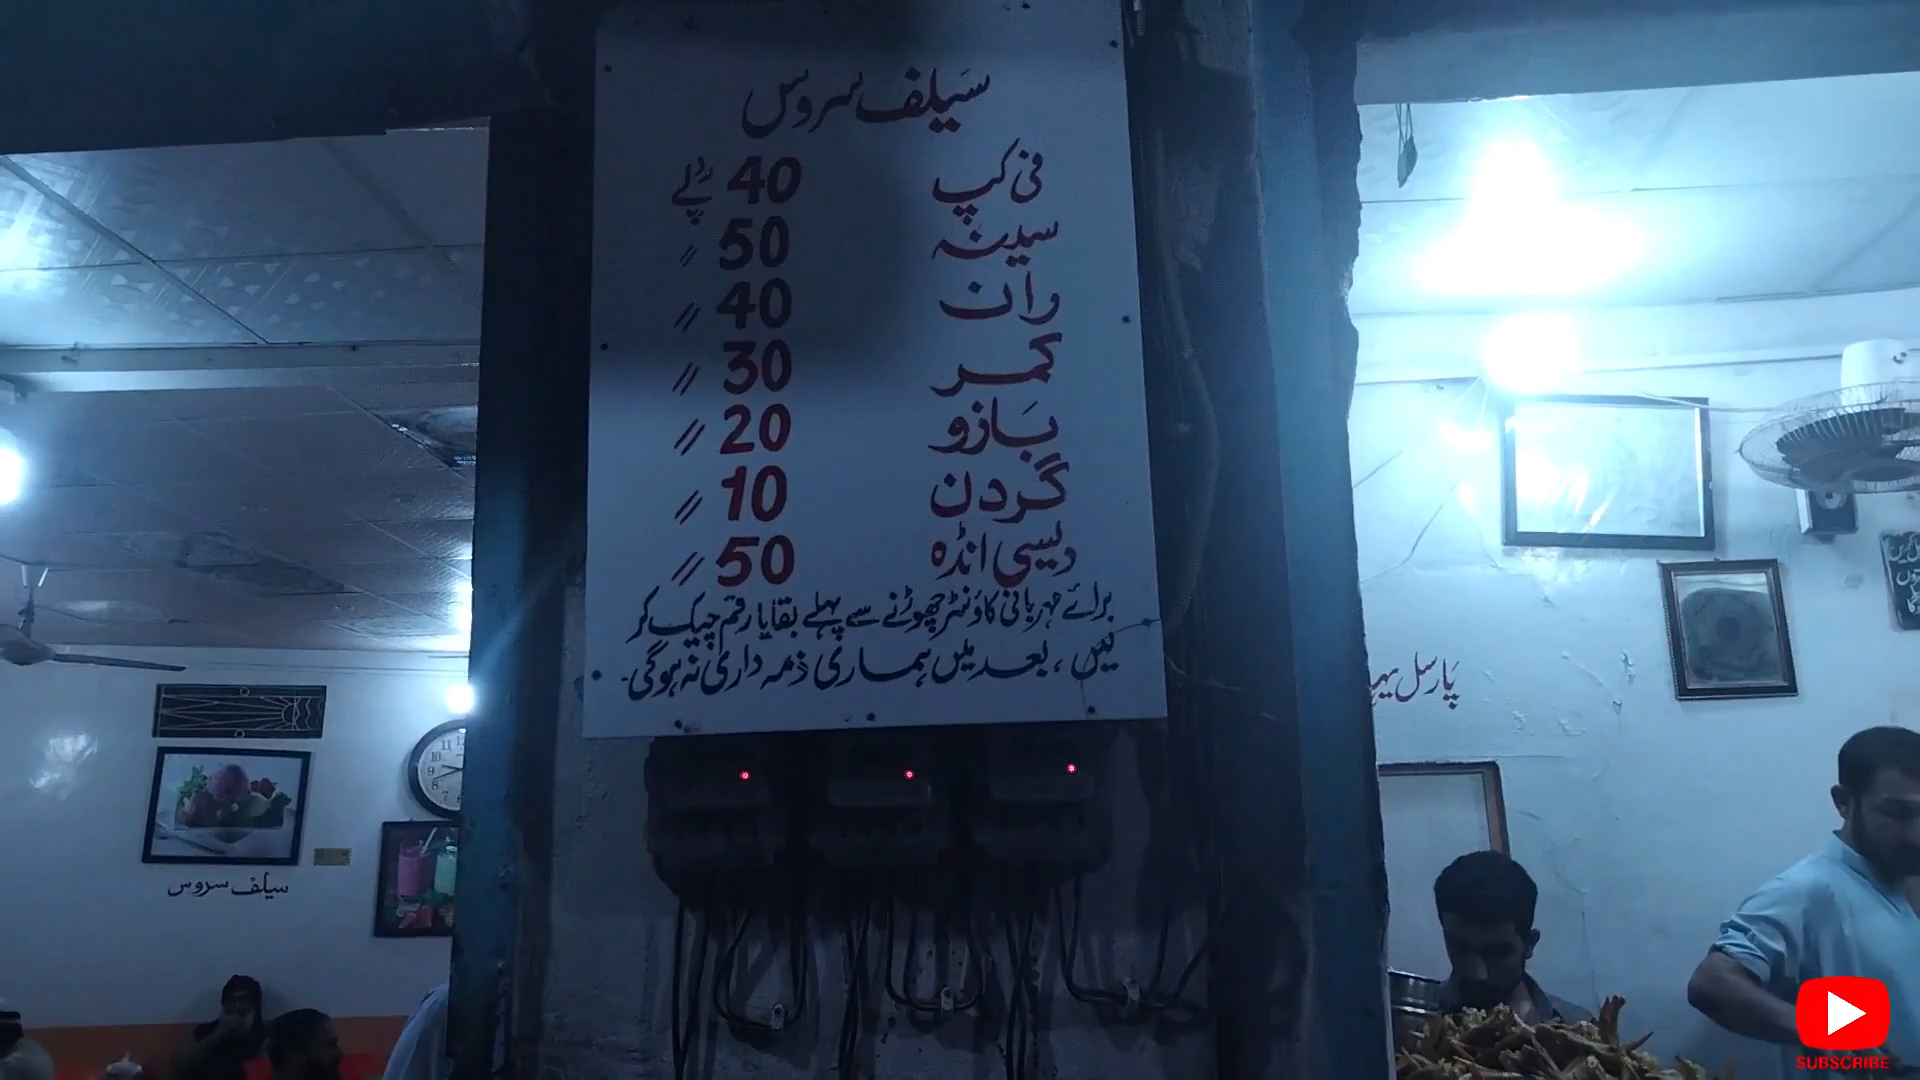 سیلف سروس
فی کپ 40 روپے
سینہ 50 〃
ران 40 〃
کمر 30 〃
بازو 20 〃
گردن 10 〃
دیسی انڈہ 50 〃
برائے مہربانی کاؤنٹر چھوڑنے سے پہلے بقایا رقم چیک کر
لیں، بعد میں ہماری ذمہ داری نہ ہوگی۔
پارسل
سیلف سروس
SUBSCRIBE